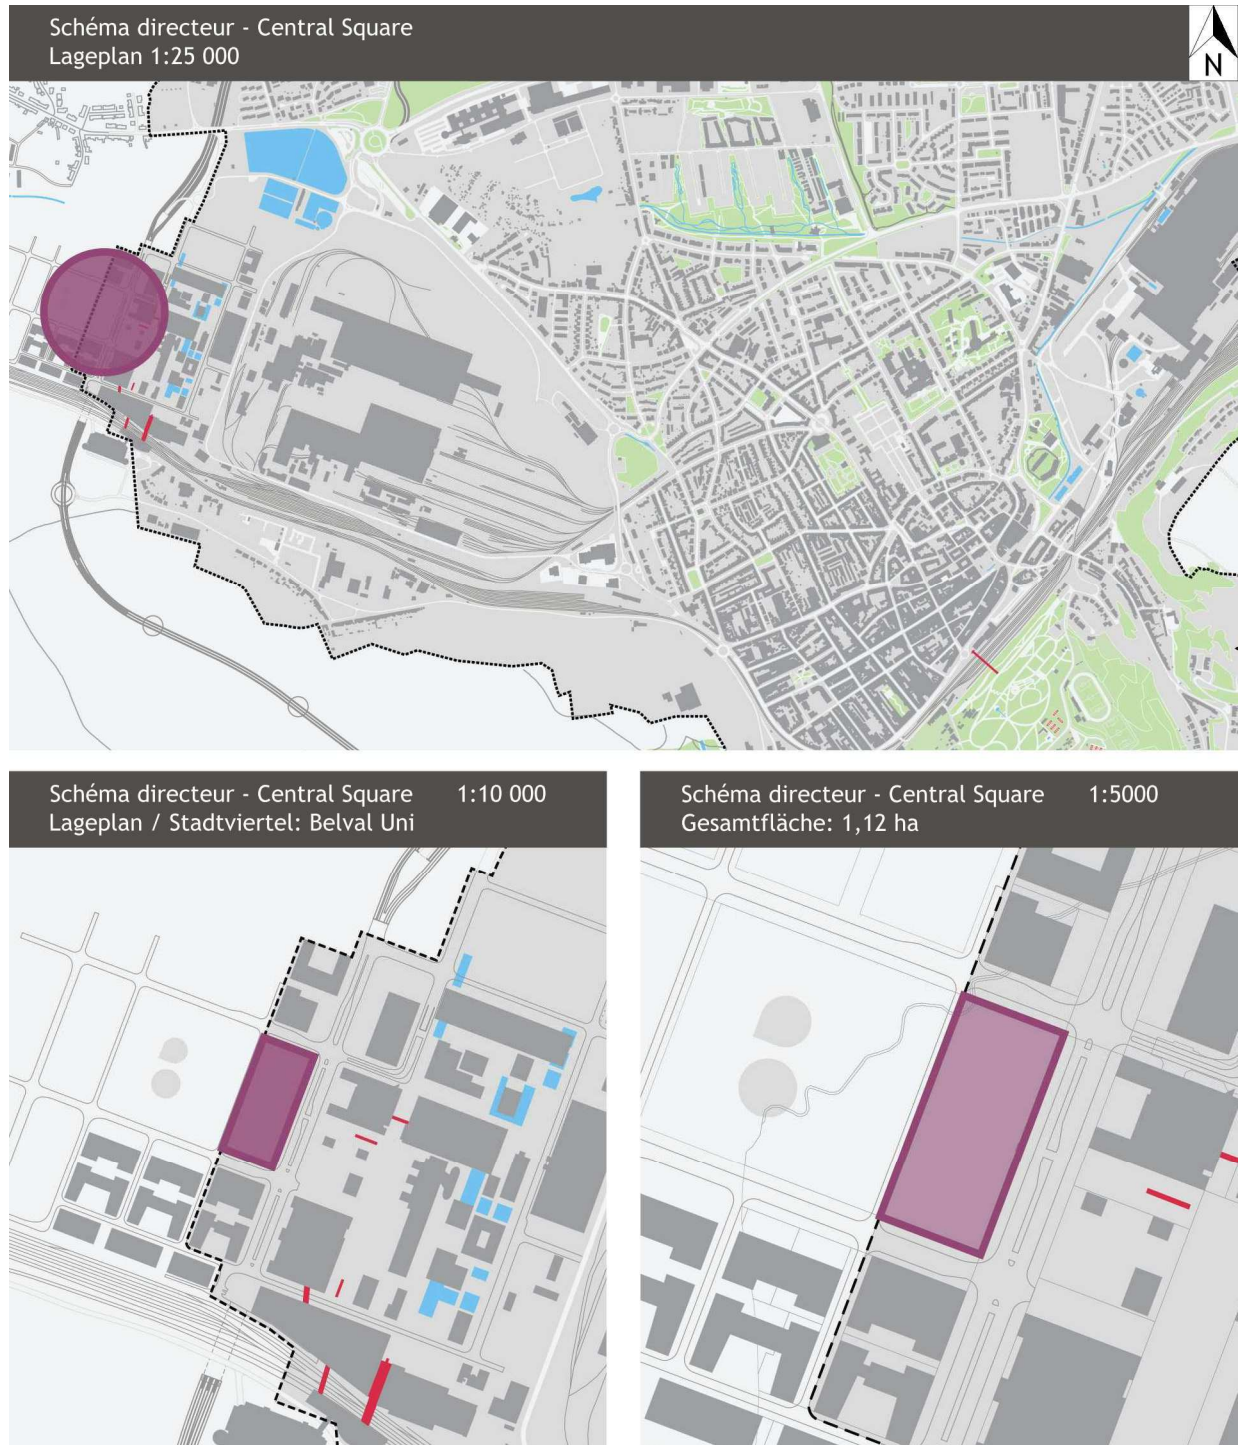 Schéma directeur - Central Square
Lageplan 1:25 000
N
Schéma directeur - Central Square 1:10 000
Lageplan / Stadtviertel: Belval Uni
Schéma directeur - Central Square 1:5000
Gesamtfläche: 1,12 ha